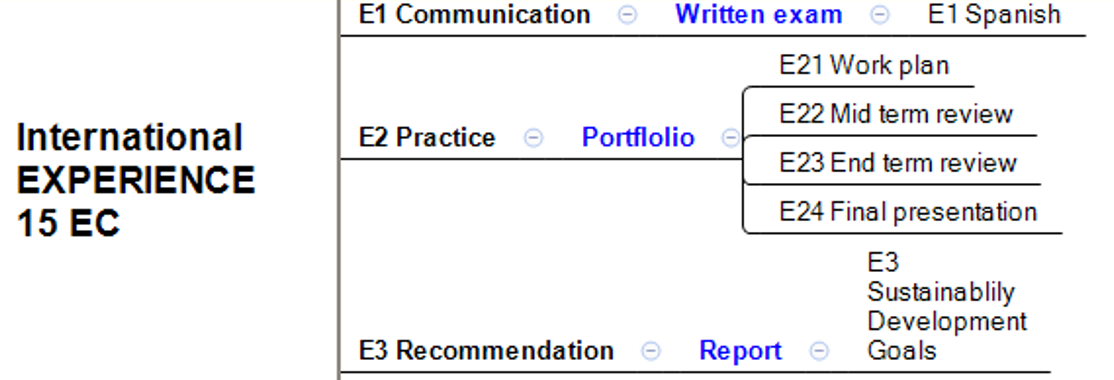 International
EXPERIENCE
15 EC
E1 Communication Written exam E1 Spanish
E2 Practice Portflolio
E21 Work plan
E22 Mid term review
E23 End term review
E24 Final presentation
E3 Recommendation Report
E3
Sustainablily
Development
Goals